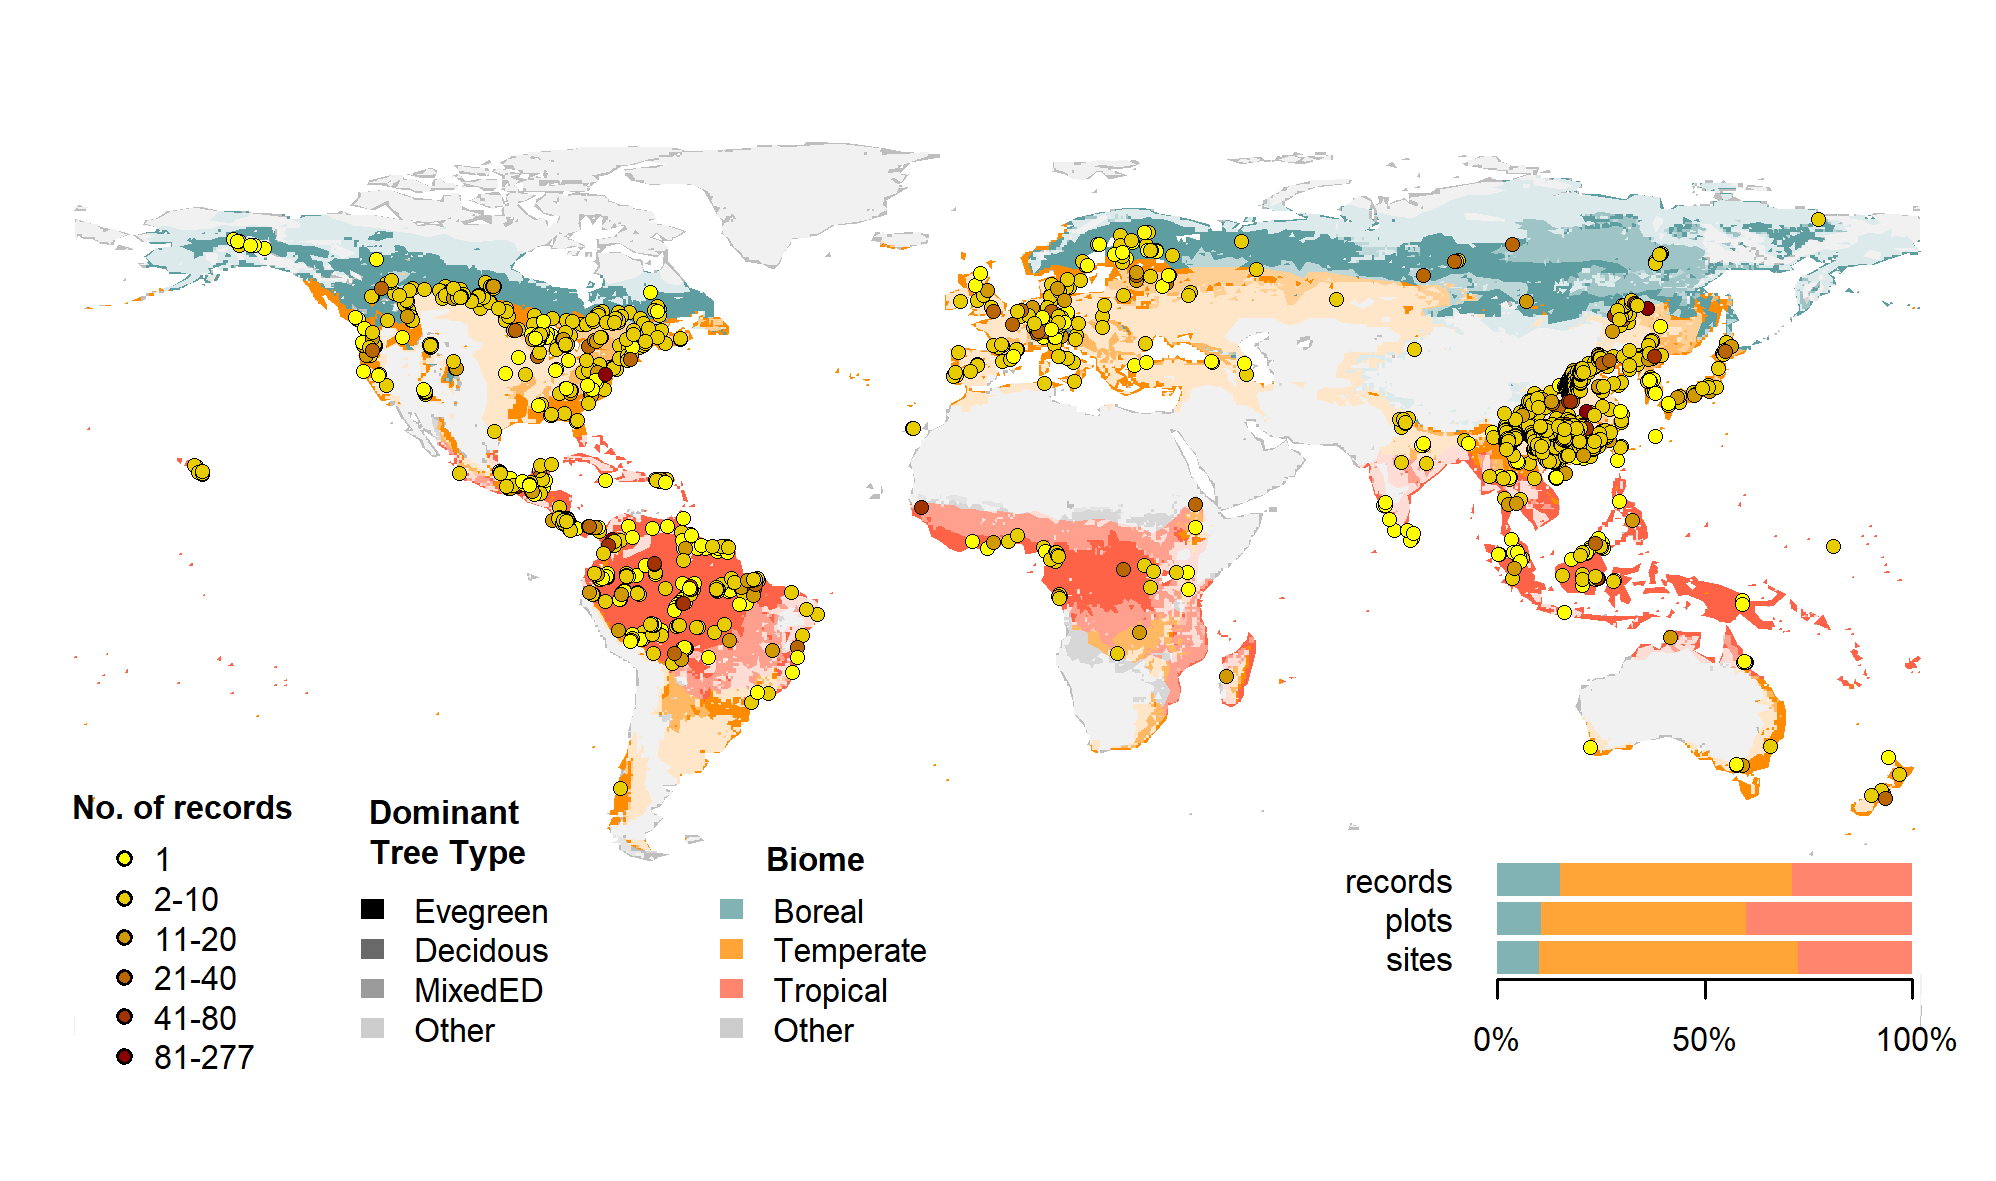 No. of records
1
2-10
11-20
21-40
41-80
81-277
Dominant
Tree Type
Evegreen
Decidous
MixedED
Other
Biome
Boreal
Temperate
Tropical
Other
records
plots
sites
0% 50% 100%